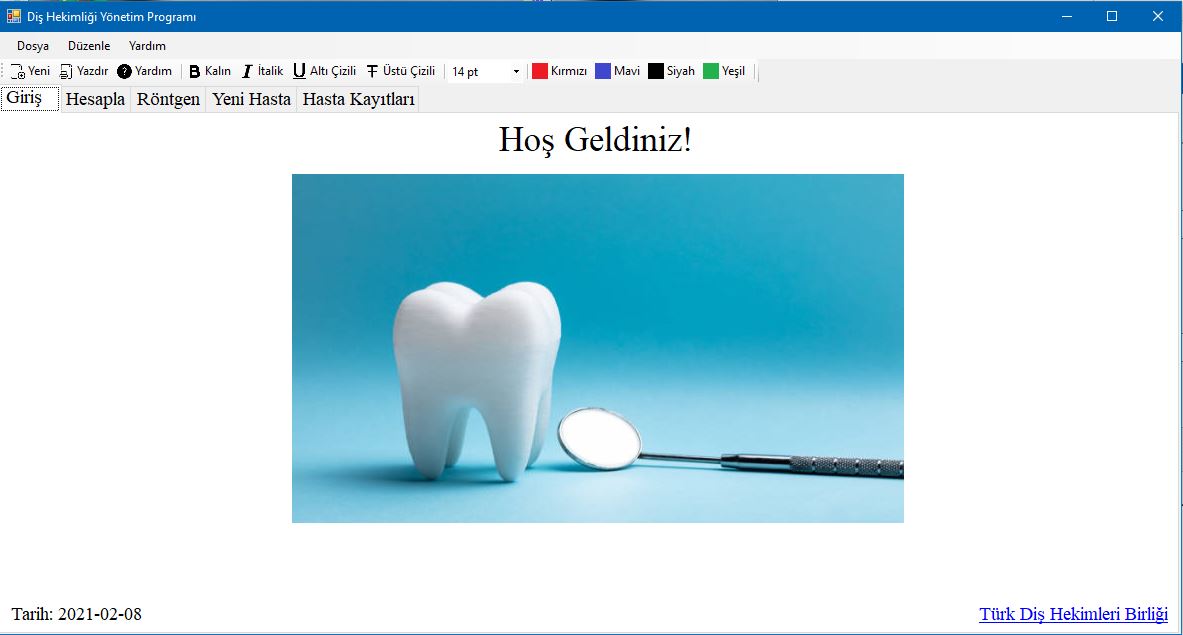 Diş Hekimliği Yönetim Programı
Dosya Düzenle Yardım
Yeni Yazdır ? Yardım B Kalın I İtalik U Altı Çizili T Üstü Çizili 14 pt Kırmızı Mavi Siyah Yeşil
Giriş Hesapla Röntgen Yeni Hasta Hasta Kayıtları
Hoş Geldiniz!
Tarih: 2021-02-08 Türk Diş Hekimleri Birliği